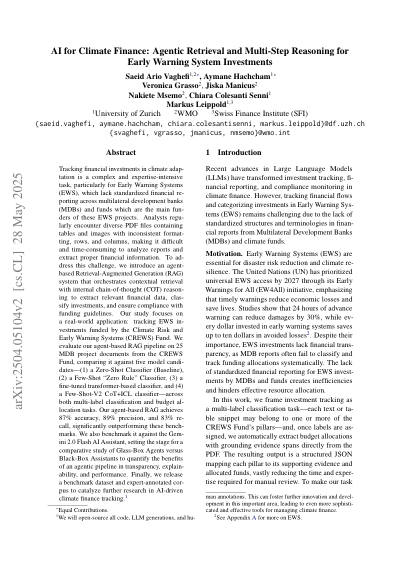 AI for Climate Finance: Agentic Retrieval and Multi-Step Reasoning for
Early Warning System Investments
Saeid Ario Vaghefi1,2*, Aymane Hachcham1*
Veronica Grasso2, Jiska Manicus2
Nakiete Msemo2, Chiara Colesanti Senni1
Markus Leippold1,3
1University of Zurich 2WMO 3Swiss Finance Institute (SFI)
{saeid.vaghefi, aymane.hachcham, chiara.colesantisenni, markus.leippold}@df.uzh.ch
{svaghefi, vgrasso, jmanicus, nmsemo}@wmo.int
arXiv:2504.05104v2 [cs.CL] 28 May 2025
Abstract
Tracking financial investments in climate adap-
tation is a complex and expertise-intensive task,
particularly for Early Warning Systems
(EWS), which lack standardized financial re-
porting across multilateral development banks
(MDBs) and funds which are the main fun-
ders of these EWS projects. Analysts regu-
larly encounter diverse PDF files containing
tables and images with inconsistent format-
ting, rows, and columns, making it difficult
and time-consuming to analyze reports and
extract proper financial information. To ad-
dress this challenge, we introduce an agent-
based Retrieval-Augmented Generation (RAG)
system that orchestrates contextual retrieval
with internal chain-of-thought (COT) reason-
ing to extract relevant financial data, clas-
sify investments, and ensure compliance with
funding guidelines. Our study focuses on
a real-world application: tracking EWS in-
vestments funded by the Climate Risk and
Early Warning Systems (CREWS) Fund. We
evaluate our agent-based RAG pipeline on 25
MDB project documents from the CREWS
Fund, comparing it against five model candi-
dates—(1) a Zero-Shot Classifier (Baseline),
(2) a Few-Shot "Zero Rule" Classifier, (3) a
fine-tuned transformer-based classifier, and (4)
a Few-Shot-V2 CoT+ICL classifier—across
both multi-label classification and budget al-
location tasks. Our agent-based RAG achieves
87% accuracy, 89% precision, and 83% re-
call, significantly outperforming these bench-
marks. We also benchmark it against the Gem-
ini 2.0 Flash AI Assistant, setting the stage for a
comparative study of Glass-Box Agents versus
Black-Box Assistants to quantify the benefits
of an agentic pipeline in transparency, explain-
ability, and performance. Finally, we release
a benchmark dataset and expert-annotated cor-
pus to catalyze further research in AI-driven
climate finance tracking.1
*Equal Contributions.
1We will open-source all code, LLM generations, and hu-
1 Introduction
Recent advances in Large Language Models
(LLMs) have transformed investment tracking,
financial reporting, and compliance monitoring in
climate finance. However, tracking financial flows
and categorizing investments in Early Warning Sys-
tems (EWS) remains challenging due to the lack of
standardized structures and terminologies in finan-
cial reports from Multilateral Development Banks
(MDBs) and climate funds.
Motivation. Early Warning Systems (EWS) are
essential for disaster risk reduction and climate re-
silience. The United Nations (UN) has prioritized
universal EWS access by 2027 through its Early
Warnings for All (EW4All) initiative, emphasizing
that timely warnings reduce economic losses and
save lives. Studies show that 24 hours of advance
warning can reduce damages by 30%, while ev-
ery dollar invested in early warning systems saves
up to ten dollars in avoided losses2. Despite their
importance, EWS investments lack financial trans-
parency, as MDB reports often fail to classify and
track funding allocations systematically. The lack
of standardized financial reporting for EWS invest-
ments by MDBs and funds creates inefficiencies and
hinders effective resource allocation.
In this work, we frame investment tracking as
a multi-label classification task—each text or ta-
ble snippet may belong to one or more of the
CREWS Fund's pillars—and, once labels are as-
signed, we automatically extract budget allocations
with grounding evidence spans directly from the
PDF. The resulting output is a structured JSON
mapping each pillar to its supporting evidence and
allocated funds, vastly reducing the time and exper-
tise required for manual review. To make our task
man annotations. This can foster further innovation and devel-
opment in this important area, leading to even more sophisti-
cated and effective tools for managing climate finance.
2See Appendix A for more on EWS.